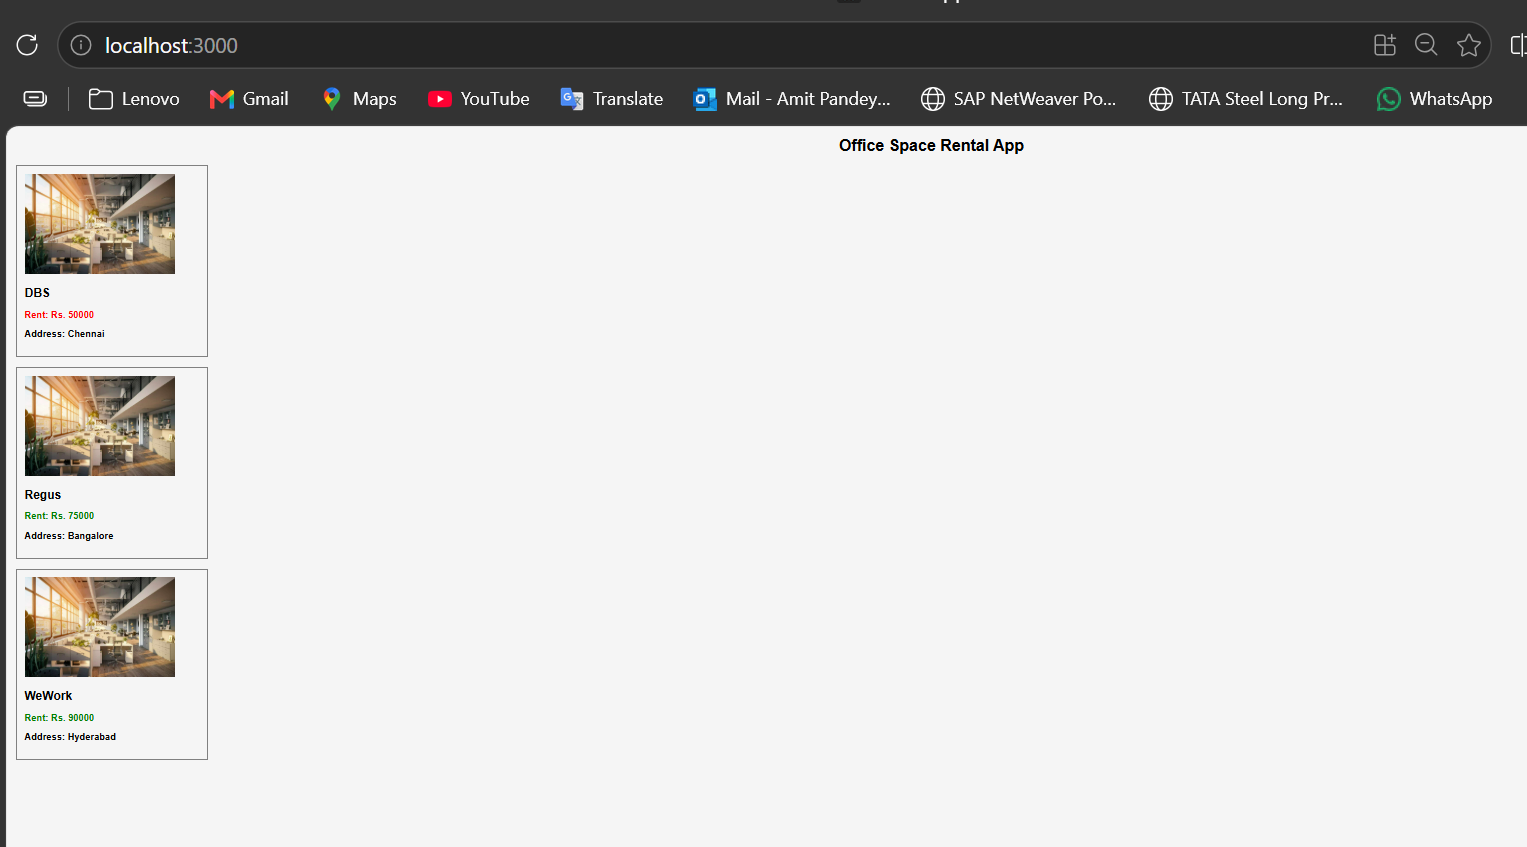 localhost:3000
Lenovo Gmail Maps YouTube Translate Mail - Amit Pandey... SAP NetWeaver Po... TATA Steel Long Pr... WhatsApp
Office Space Rental App
DBS
Rent: Rs. 50000
Address: Chennai
Regus
Rent: Rs. 75000
Address: Bangalore
WeWork
Rent: Rs. 90000
Address: Hyderabad